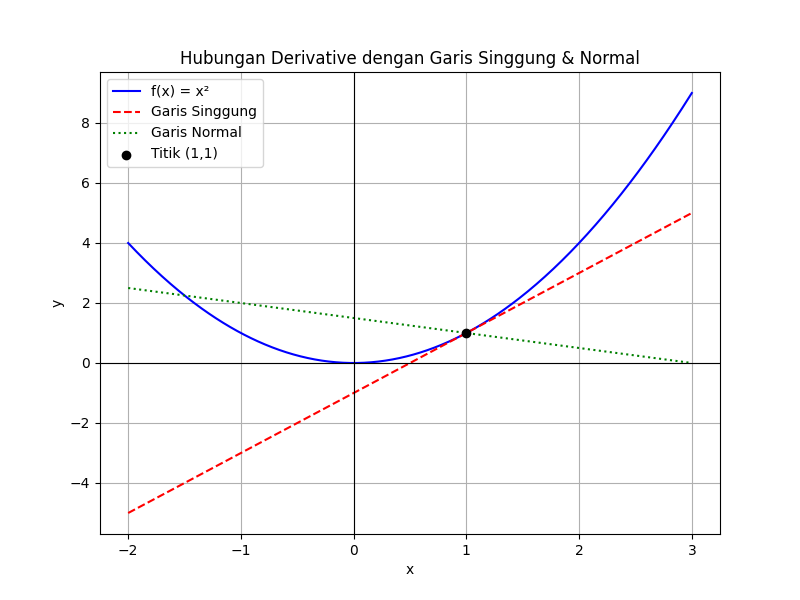 Hubungan Derivative dengan Garis Singgung & Normal
f(x) = x²
Garis Singgung
Garis Normal
Titik (1,1)
8
6
4
2
0
−2
−4
y
−2 −1 0 1 2 3
x